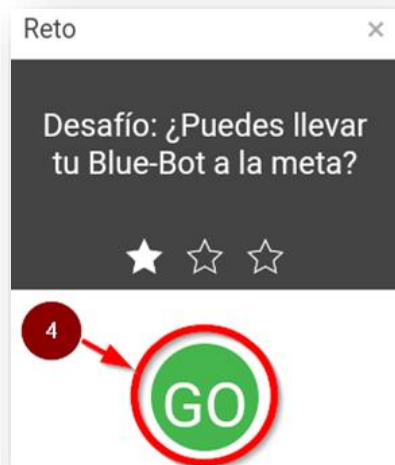 Reto ×
Desafío: ¿Puedes llevar
tu Blue-Bot a la meta?
4
GO